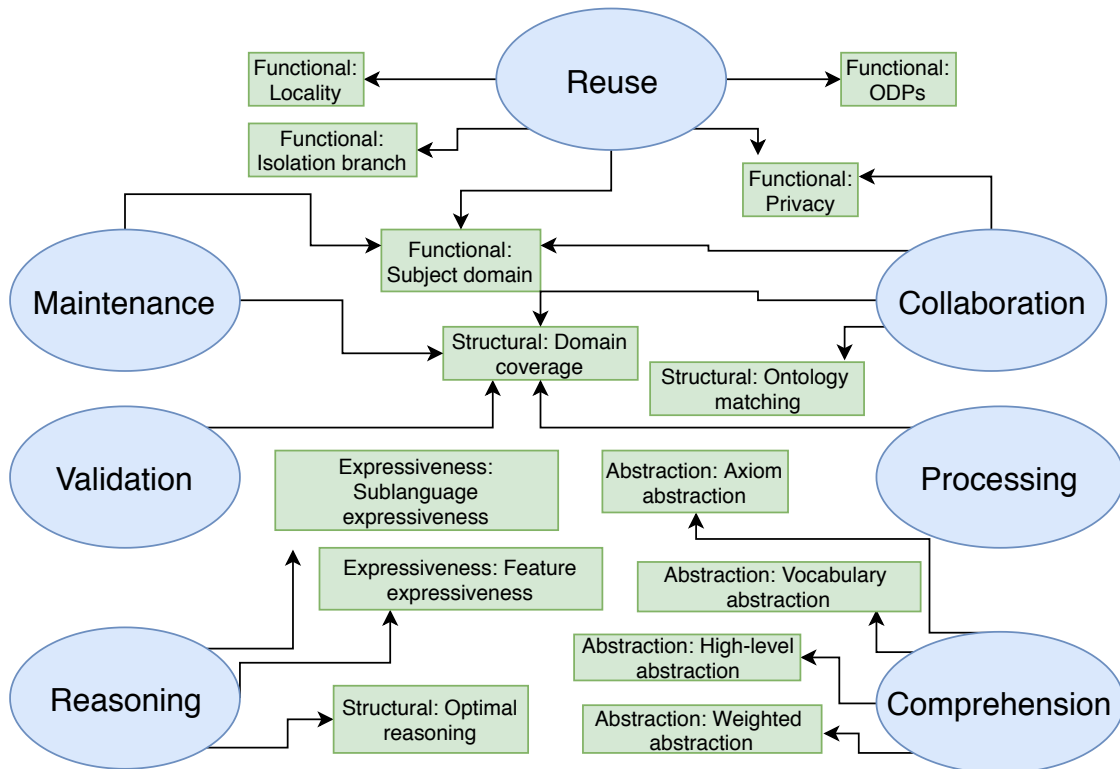 Reuse
Functional:
Locality
Functional:
ODPs
Functional:
Isolation branch
Functional:
Privacy
Maintenance
Functional:
Subject domain
Collaboration
Structural: Domain
coverage
Structural: Ontology
matching
Validation
Expressiveness:
Sublanguage
expressiveness
Abstraction: Axiom
abstraction
Processing
Expressiveness: Feature
expressiveness
Abstraction: Vocabulary
abstraction
Reasoning
Abstraction: High-level
abstraction
Comprehension
Structural: Optimal
reasoning
Abstraction: Weighted
abstraction